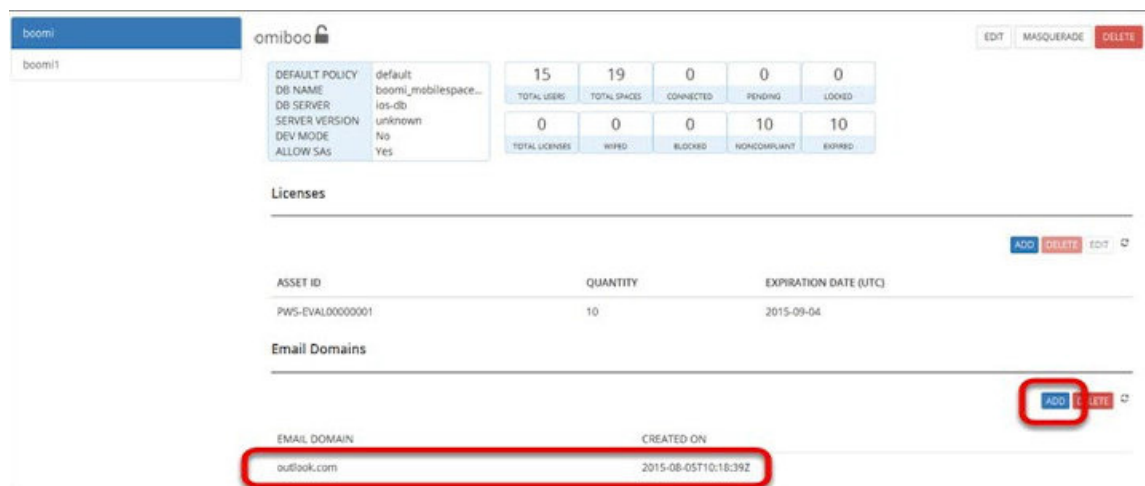 boomi
boomi1
omiboo
EDIT MASQUERADE DELETE
DEFAULT POLICY default
DB NAME boomi_mobilespace...
DB SERVER ios-db
SERVER VERSION unknown
DEV MODE No
ALLOW SAs Yes
15 19 0 0 0
TOTAL USERS TOTAL SPACES CONNECTED PENDING LOCKED
0 0 0 10 10
TOTAL LICENSES WIPED BLOCKED NONCOMPLIANT EXPIRED
Licenses
ADD DELETE EDIT
ASSET ID QUANTITY EXPIRATION DATE (UTC)
PWS-EVAL00000001 10 2015-09-04
Email Domains
ADD DELETE
EMAIL DOMAIN CREATED ON
outlook.com 2015-08-05T10:18:39Z